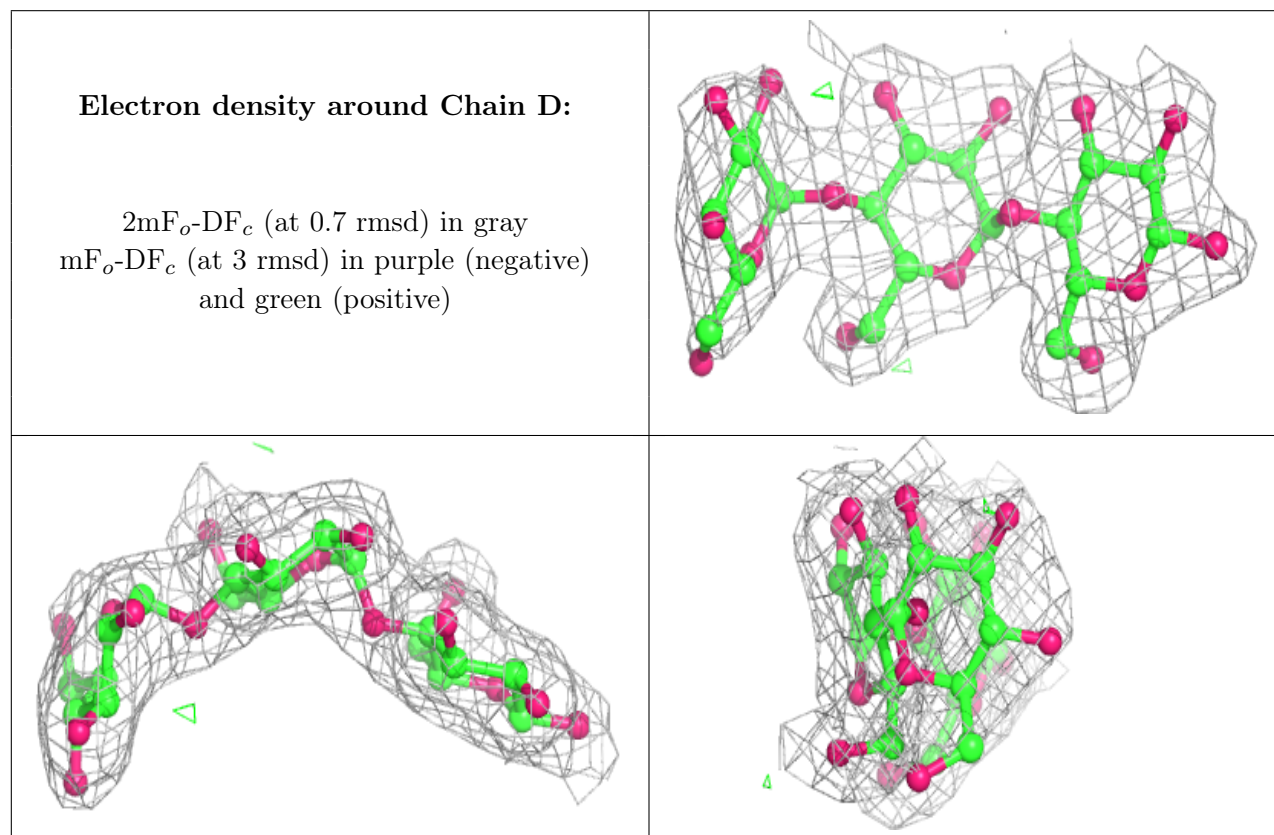 Electron density around Chain D:
2mFₒ-DF𝒸 (at 0.7 rmsd) in gray
mFₒ-DF𝒸 (at 3 rmsd) in purple (negative)
and green (positive)